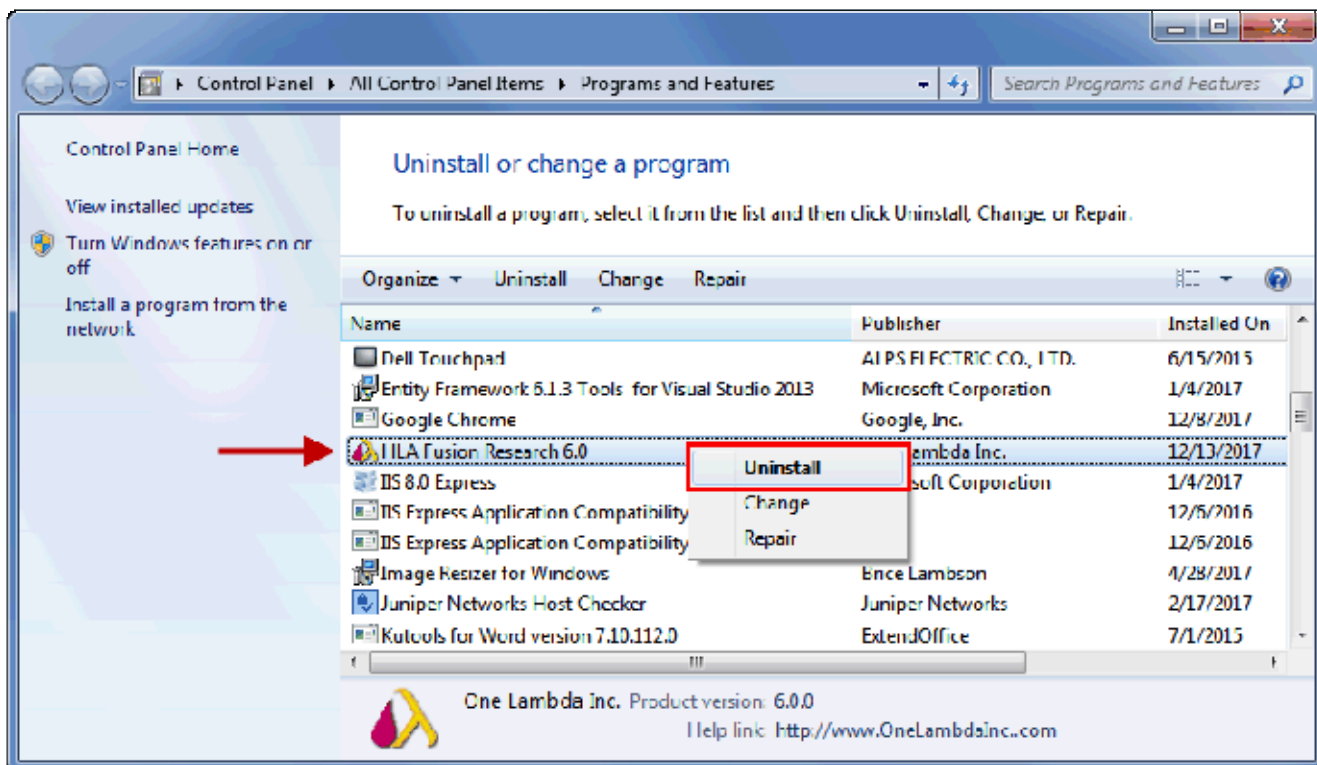 Control Panel All Control Panel Items Programs and Features Search Programs and Features
Control Panel Home
View installed updates
Turn Windows features on or
off
Install a program from the
network
Uninstall or change a program
To uninstall a program, select it from the list and then click Uninstall, Change, or Repair.
Organize Uninstall Change Repair
Name Publisher Installed On
Dell Touchpad ALPS ELECTRIC CO., LTD. 6/15/2015
Entity Framework 6.1.3 Tools for Visual Studio 2013 Microsoft Corporation 1/4/2017
Google Chrome Google, Inc. 12/8/2017
HLA Fusion Research 6.0 ambda Inc. 12/13/2017
IIS 8.0 Express soft Corporation 1/4/2017
IIS Express Application Compatibility 12/6/2016
IIS Express Application Compatibility 12/6/2016
Image Resizer for Windows Brice Lambson 4/28/2017
Juniper Networks Host Checker Juniper Networks 2/17/2017
Kutools for Word version 7.10.112.0 ExtendOffice 7/1/2015
Uninstall
Change
Repair
One Lambda Inc. Product version: 6.0.0
Help link: http://www.OneLambdaInc..com